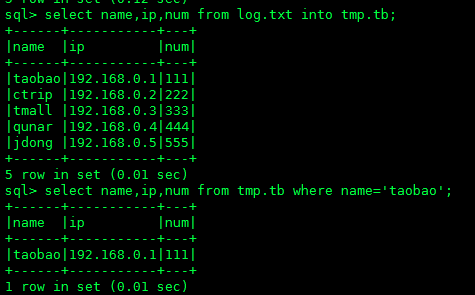 5 row in set (0.12 sec)
sql> select name,ip,num from log.txt into tmp.tb;
+------+-----------+---+
|name  |ip         |num|
+------+-----------+---+
|taobao|192.168.0.1|111|
|ctrip |192.168.0.2|222|
|tmall |192.168.0.3|333|
|qunar |192.168.0.4|444|
|jdong |192.168.0.5|555|
+------+-----------+---+
5 row in set (0.01 sec)
sql> select name,ip,num from tmp.tb where name='taobao';
+------+-----------+---+
|name  |ip         |num|
+------+-----------+---+
|taobao|192.168.0.1|111|
+------+-----------+---+
1 row in set (0.01 sec)